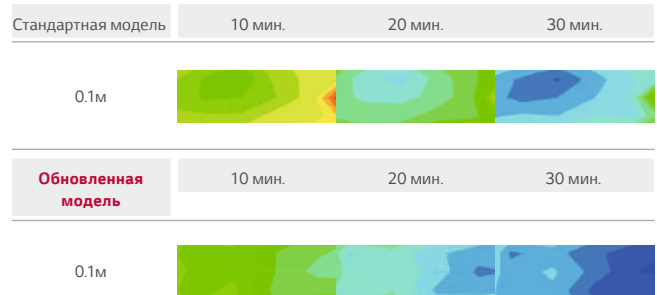 Стандартная модель 10 мин. 20 мин. 30 мин.
0.1м
Обновленная 10 мин. 20 мин. 30 мин.
модель
0.1м